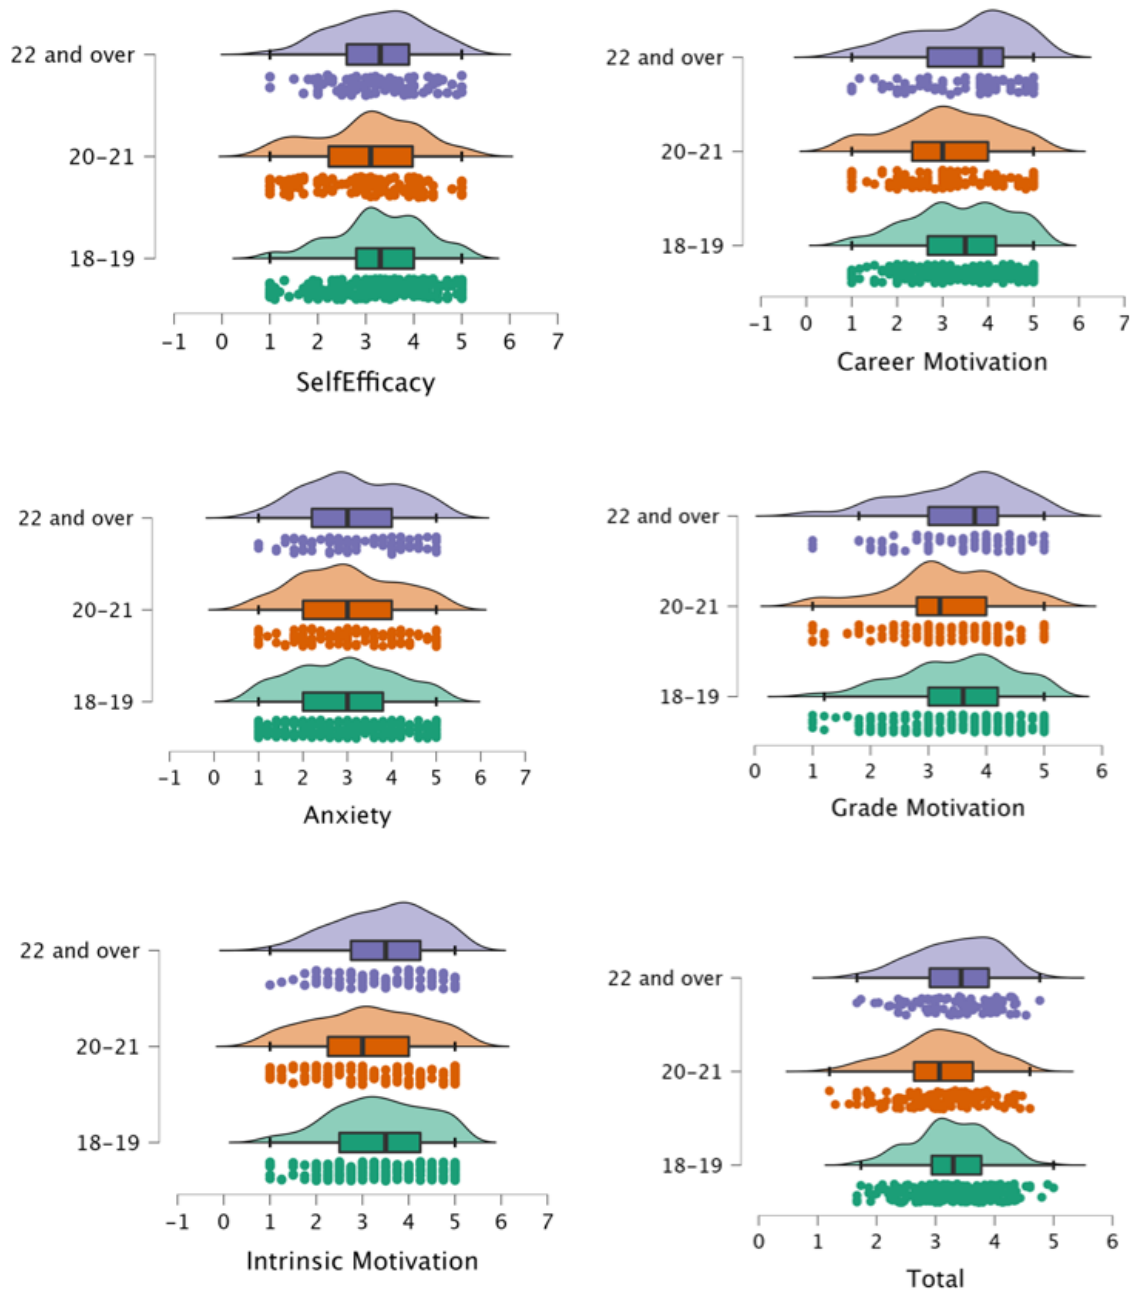 22 and over
20-21
18-19
-1 0 1 2 3 4 5 6 7
SelfEfficacy
22 and over
20-21
18-19
-1 0 1 2 3 4 5 6 7
Career Motivation
22 and over
20-21
18-19
-1 0 1 2 3 4 5 6 7
Anxiety
22 and over
20-21
18-19
0 1 2 3 4 5 6
Grade Motivation
22 and over
20-21
18-19
-1 0 1 2 3 4 5 6 7
Intrinsic Motivation
22 and over
20-21
18-19
0 1 2 3 4 5 6
Total